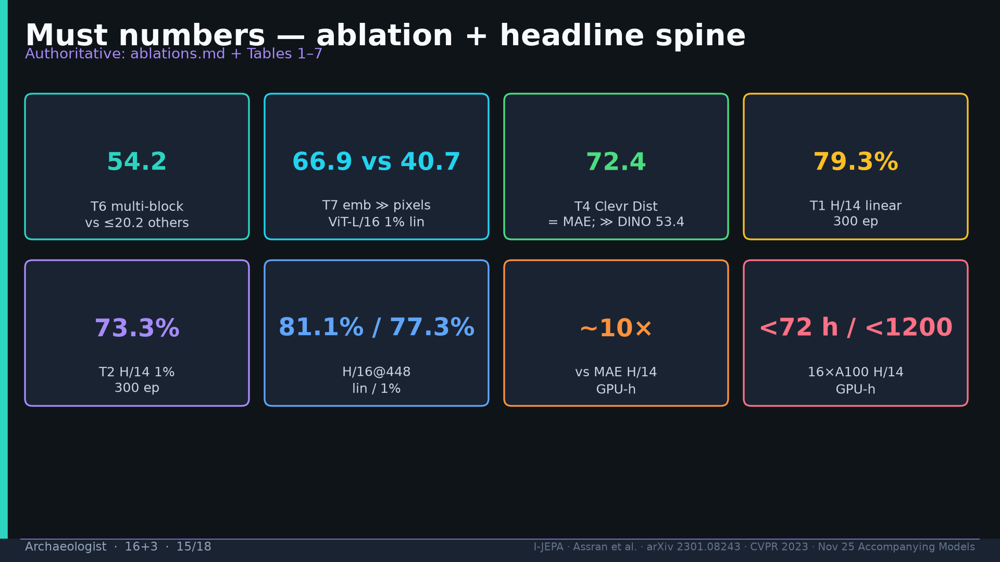 Must numbers — ablation + headline spine
Authoritative: ablations.md + Tables 1–7
54.2
T6 multi-block
vs ≤20.2 others
66.9 vs 40.7
T7 emb ≫ pixels
ViT-L/16 1% lin
72.4
T4 Clevr Dist
= MAE; ≫ DINO 53.4
79.3%
T1 H/14 linear
300 ep
73.3%
T2 H/14 1%
300 ep
81.1% / 77.3%
H/16@448
lin / 1%
~10×
vs MAE H/14
GPU-h
<72 h / <1200
16×A100 H/14
GPU-h
Archaeologist · 16+3 · 15/18
I-JEPA · Assran et al. · arXiv 2301.08243 · CVPR 2023 · Nov 25 Accompanying Models